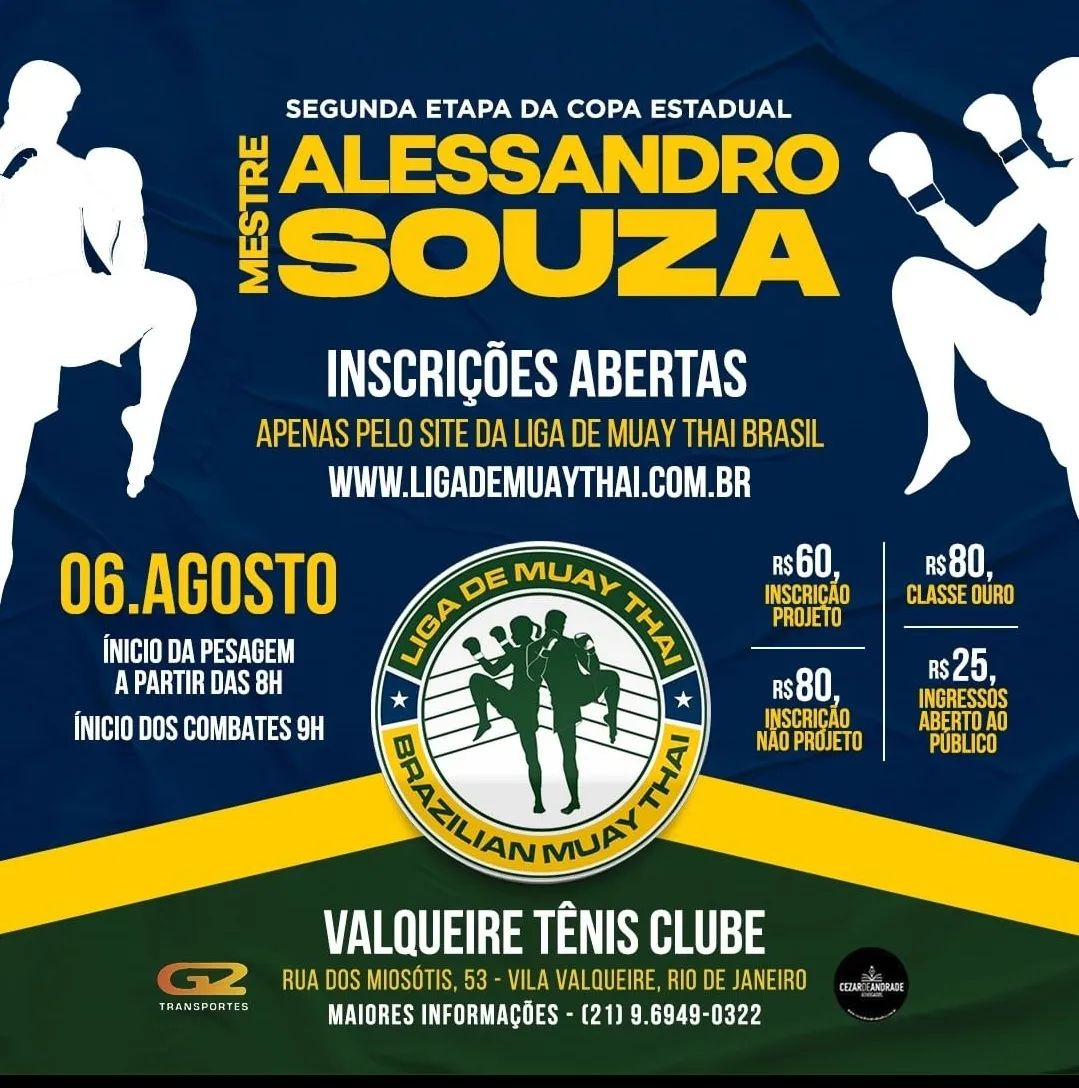 SEGUNDA ETAPA DA COPA ESTADUAL
MESTRE
ALESSANDRO
SOUZA
INSCRIÇÕES ABERTAS
APENAS PELO SITE DA LIGA DE MUAY THAI BRASIL
WWW.LIGADEMUAYTHAI.COM.BR
06.AGOSTO
ÍNICIO DA PESAGEM
A PARTIR DAS 8H
ÍNICIO DOS COMBATES 9H
LIGA DE MUAY THAI
BRAZILIAN MUAY THAI
R$60,
INSCRIÇÃO
PROJETO
R$80,
INSCRIÇÃO
NÃO PROJETO
R$80,
CLASSE OURO
R$25,
INGRESSOS
ABERTO AO
PÚBLICO
VALQUEIRE TÊNIS CLUBE
RUA DOS MIOSÓTIS, 53 - VILA VALQUEIRE, RIO DE JANEIRO
MAIORES INFORMAÇÕES - (21) 9.6949-0322
G2
TRANSPORTES
CEZARDEANDRADE